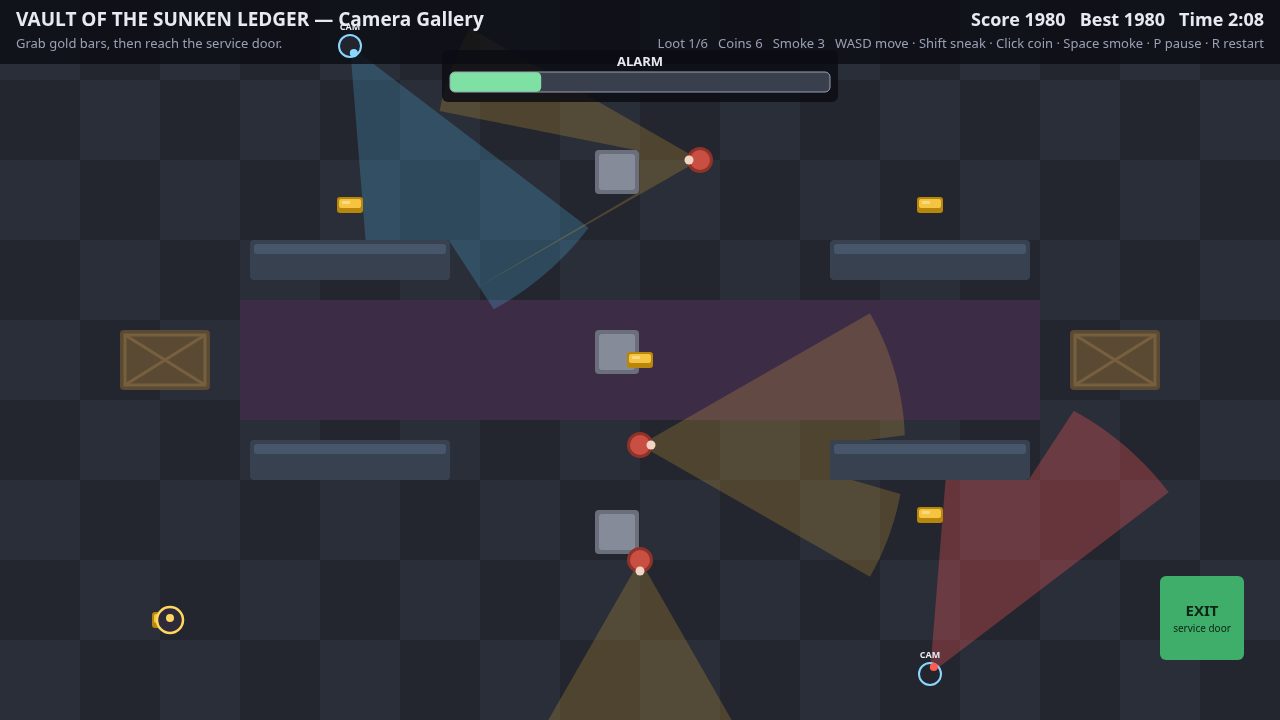 VAULT OF THE SUNKEN LEDGER — Camera Gallery
Score 1980 Best 1980 Time 2:08
Grab gold bars, then reach the service door.
Loot 1/6 Coins 6 Smoke 3 WASD move · Shift sneak · Click coin · Space smoke · P pause · R restart
CAM
ALARM
EXIT
service door
CAM